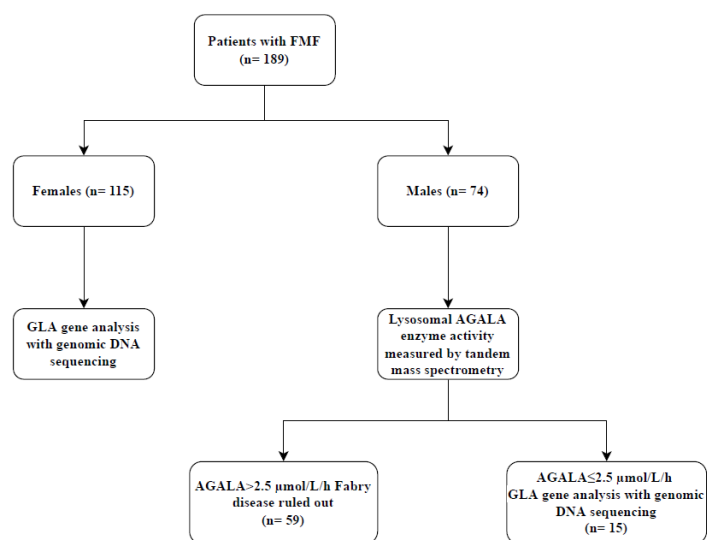 Patients with FMF
(n= 189)
Females (n= 115)
Males (n= 74)
GLA gene analysis
with genomic DNA
sequencing
Lysosomal AGALA
enzyme activity
measured by tandem
mass spectrometry
AGALA>2.5 µmol/L/h Fabry
disease ruled out
(n= 59)
AGALA≤2.5 µmol/L/h
GLA gene analysis with genomic
DNA sequencing
(n= 15)